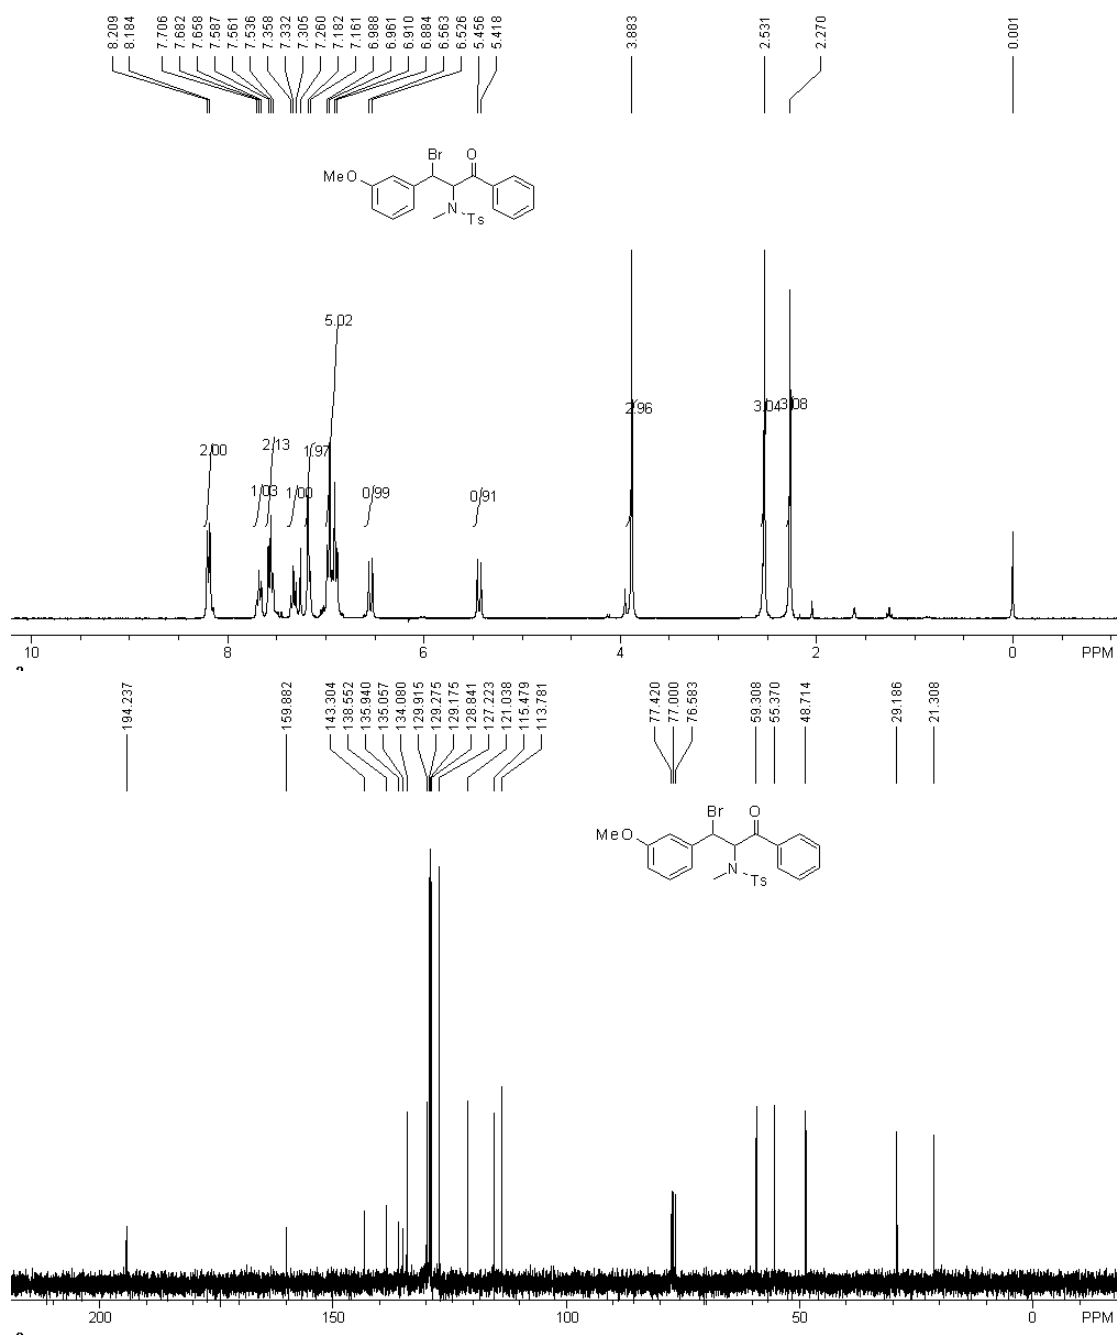 8.209 8.184 7.706 7.682 7.658 7.587 7.561 7.536 7.358 7.332 7.305 7.260 7.182 7.161 6.988 6.961 6.910 6.884 6.563 6.526 5.456 5.418 3.883 2.531 2.270 0.001
Br O
MeO
N Ts
5.02
2.96 3.04 3.08
2.00 2.13 1.97
1.03 1.00 0.99 0.91
10 8 6 4 2 0 PPM
194.237 159.882 143.304 138.552 135.940 135.057 134.080 129.915 129.275 129.175 128.841 127.223 121.038 115.479 113.781 77.420 77.000 76.583 59.308 55.370 48.714 29.186 21.308
Br O
MeO
N Ts
200 150 100 50 0 PPM